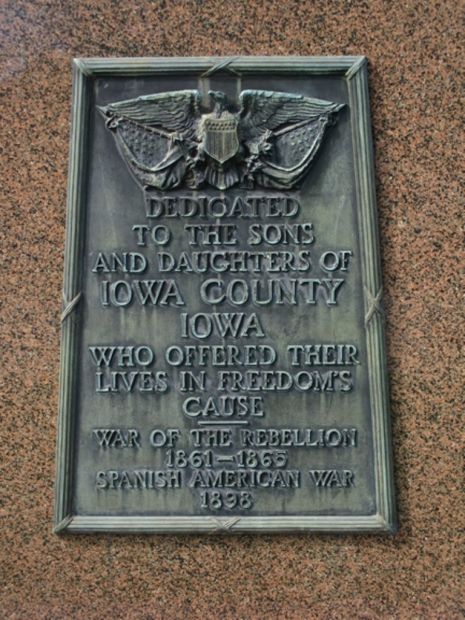 DEDICATED
TO THE SONS
AND DAUGHTERS OF
IOWA COUNTY
IOWA
WHO OFFERED THEIR
LIVES IN FREEDOM'S
CAUSE
WAR OF THE REBELLION
1861–1865
SPANISH AMERICAN WAR
1898